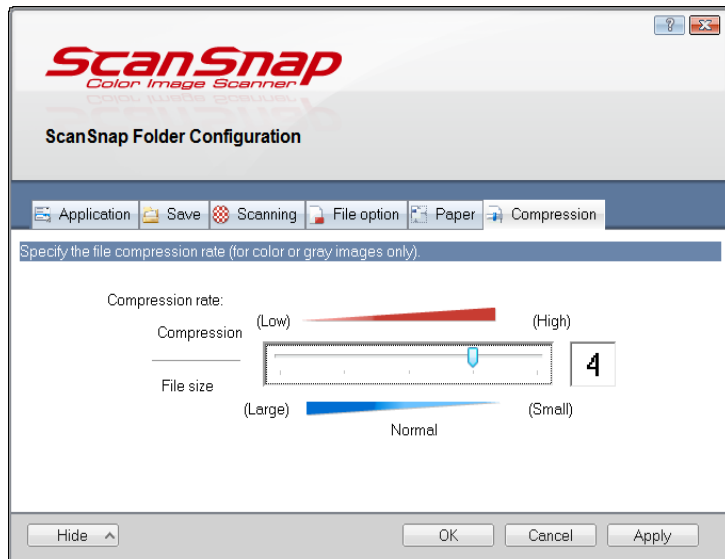 ?
ScanSnap
Color Image Scanner
ScanSnap Folder Configuration
Application Save Scanning File option Paper Compression
Specify the file compression rate (for color or gray images only).
Compression rate:
(Low) (High)
Compression
4
File size
(Large) (Small)
Normal
Hide OK Cancel Apply